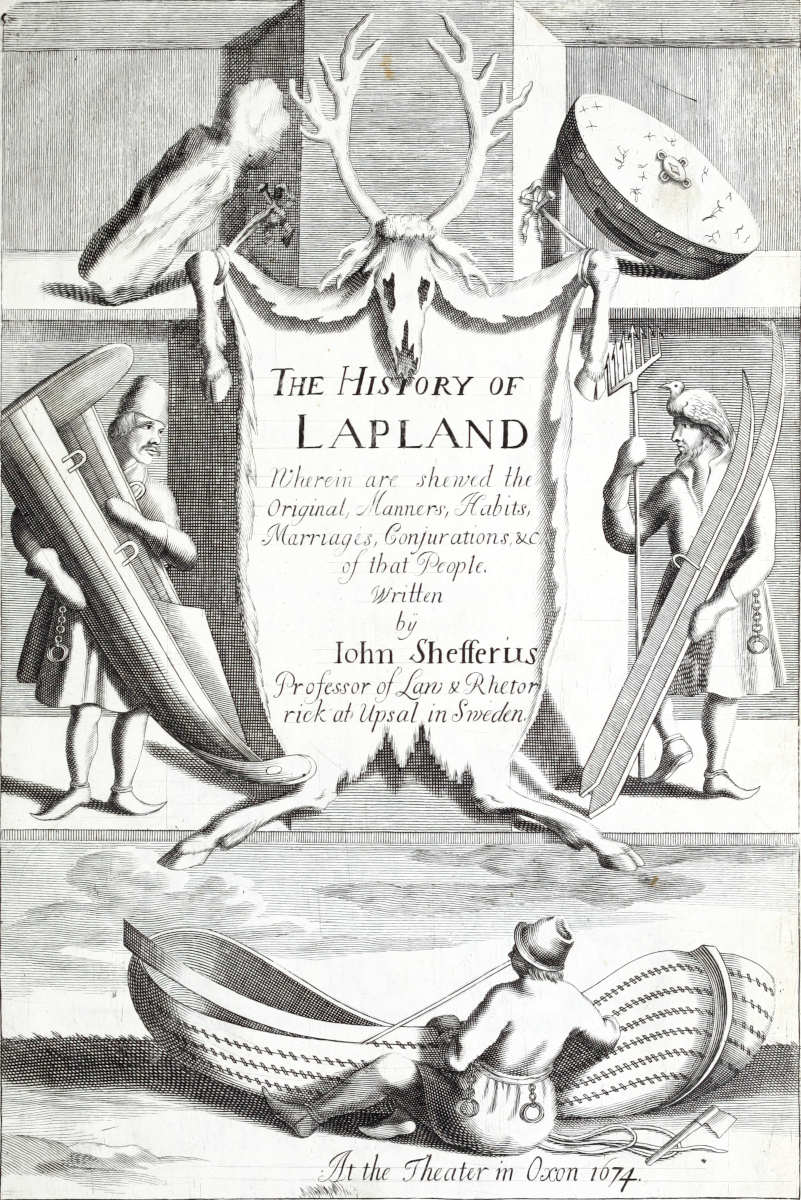 THE HISTORY OF
LAPLAND
Wherein are shewed the
Original, Manners, Habits,
Marriages, Conjurations, &c.
of that People.
Written
by
Iohn Shefferus
Professor of Law & Rhetor
rick at Upsal in Sweden.
At the Theater in Oxon 1674.